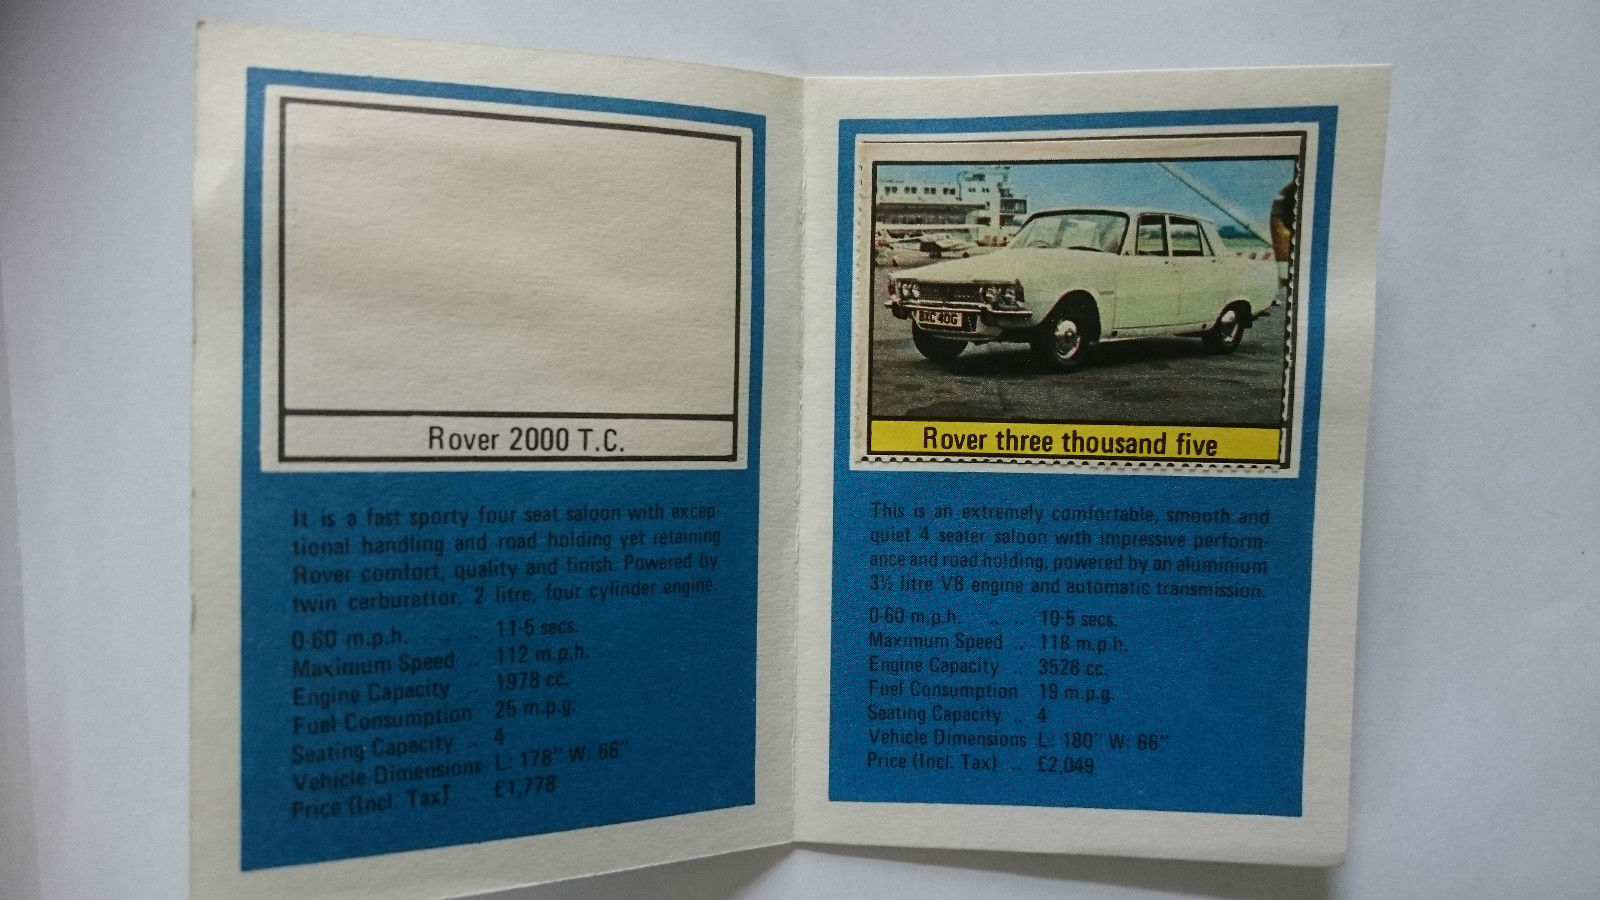 Rover 2000 T.C.
It is a fast sporty four seat saloon with excep-
tional handling and road holding yet retaining
Rover comfort, quality and finish. Powered by
twin carburettor, 2 litre, four cylinder engine.
0-60 m.p.h. .. .. 11·5 secs.
Maximum Speed .. 112 m.p.h.
Engine Capacity .. 1978 cc.
Fuel Consumption 25 m.p.g.
Seating Capacity .. 4
Vehicle Dimensions L: 178" W: 66"
Price (Incl. Tax) .. £1,778
BXC 40G
Rover three thousand five
This is an extremely comfortable, smooth and
quiet 4 seater saloon with impressive perform-
ance and road holding, powered by an aluminium
3½ litre V8 engine and automatic transmission.
0-60 m.p.h. .. .. 10·5 secs.
Maximum Speed .. 118 m.p.h.
Engine Capacity .. 3528 cc.
Fuel Consumption 19 m.p.g.
Seating Capacity .. 4
Vehicle Dimensions L: 180" W: 66"
Price (Incl. Tax) .. £2,049